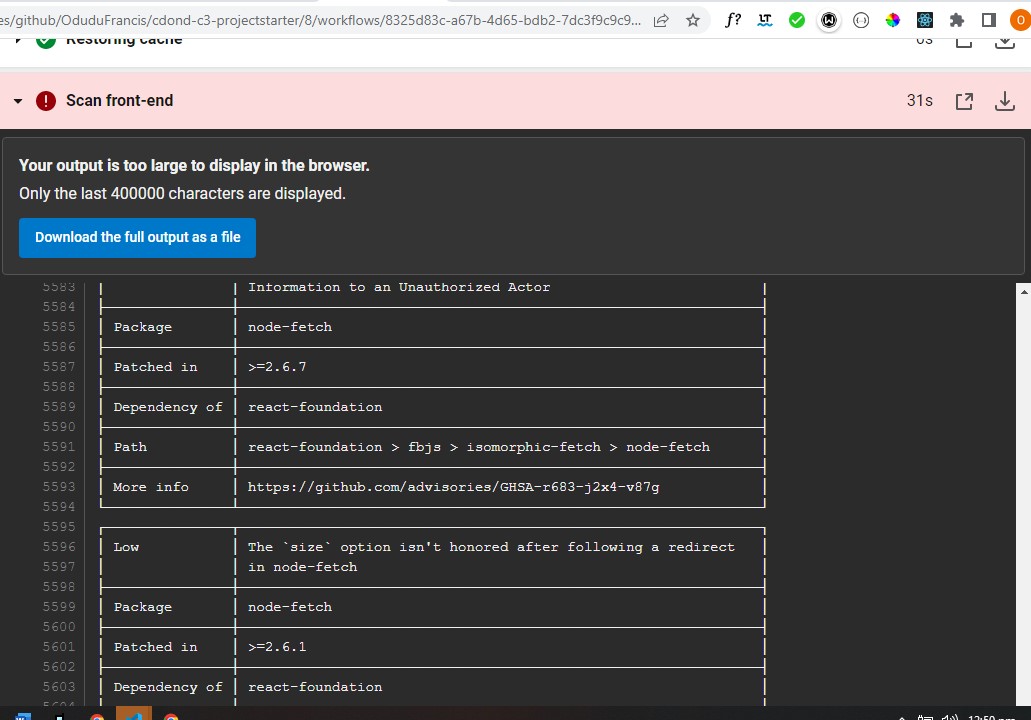 es/github/OduduFrancis/cdond-c3-projectstarter/8/workflows/8325d83c-a67b-4d65-bdb2-7dc3f9c9c9...
f?
LT
W
O
Restoring cache
0s
Scan front-end
31s
Your output is too large to display in the browser.
Only the last 400000 characters are displayed.
Download the full output as a file
5583 Information to an Unauthorized Actor
5584
5585 Package node-fetch
5586
5587 Patched in >=2.6.7
5588
5589 Dependency of react-foundation
5590
5591 Path react-foundation > fbjs > isomorphic-fetch > node-fetch
5592
5593 More info https://github.com/advisories/GHSA-r683-j2x4-v87g
5594
5595
5596 Low The `size` option isn't honored after following a redirect
5597 in node-fetch
5598
5599 Package node-fetch
5600
5601 Patched in >=2.6.1
5602
5603 Dependency of react-foundation
5604
12:50 pm